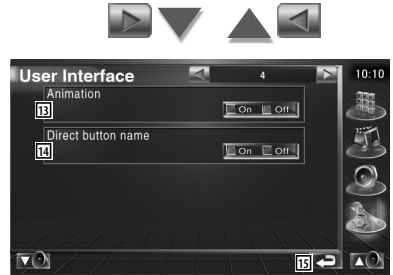 User Interface
4
10:10
Animation
13
On Off
Direct button name
14
On Off
15